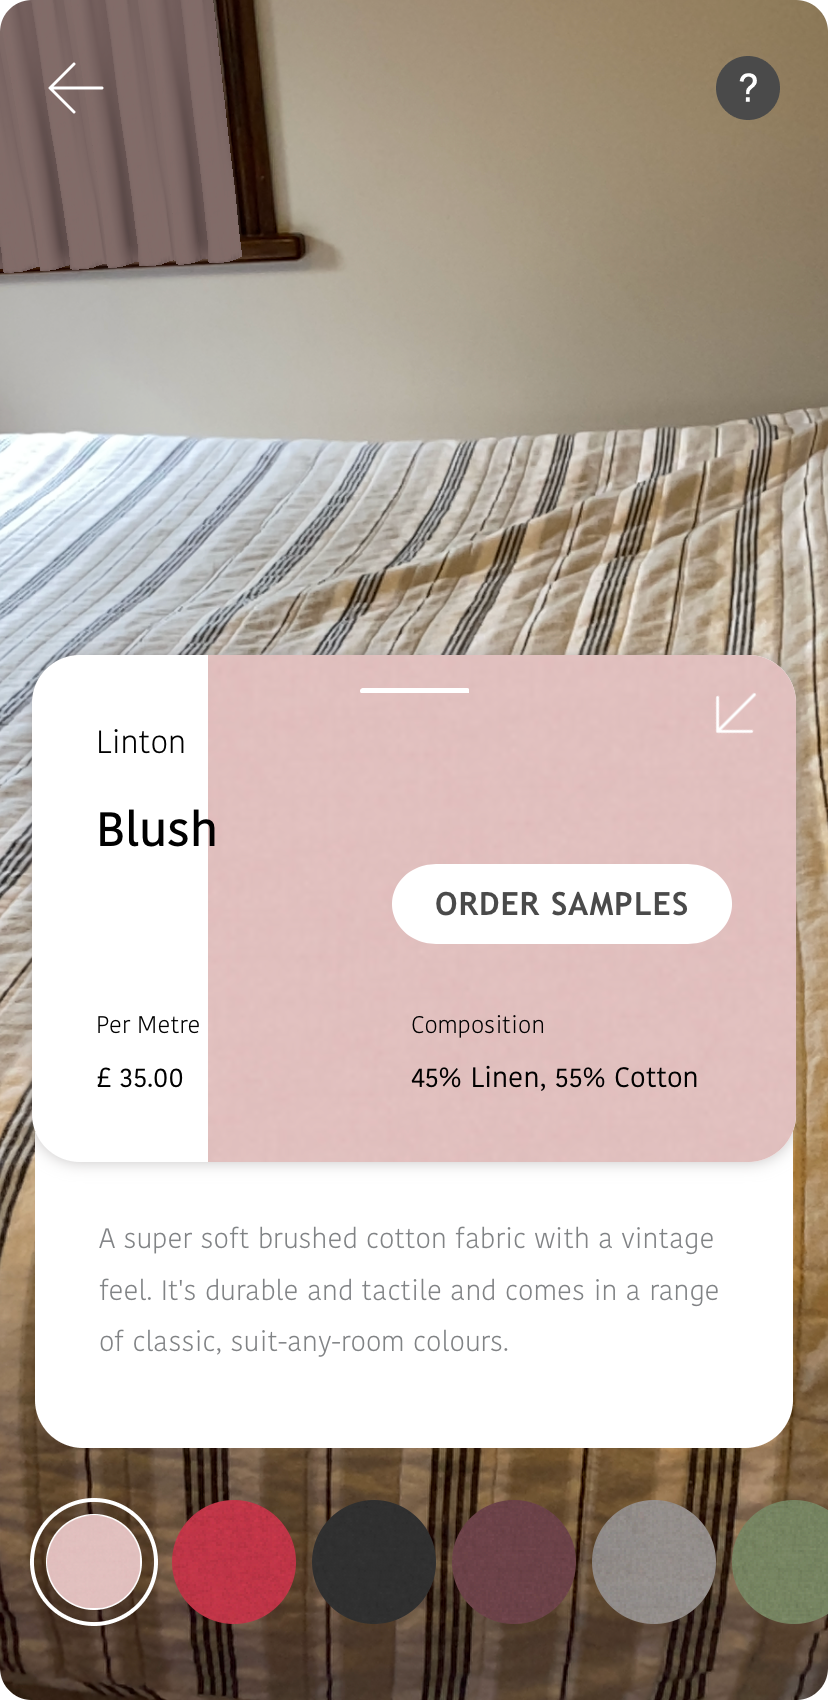 ?
Linton
Blush
ORDER SAMPLES
Per Metre
Composition
£ 35.00
45% Linen, 55% Cotton
A super soft brushed cotton fabric with a vintage
feel. It's durable and tactile and comes in a range
of classic, suit-any-room colours.